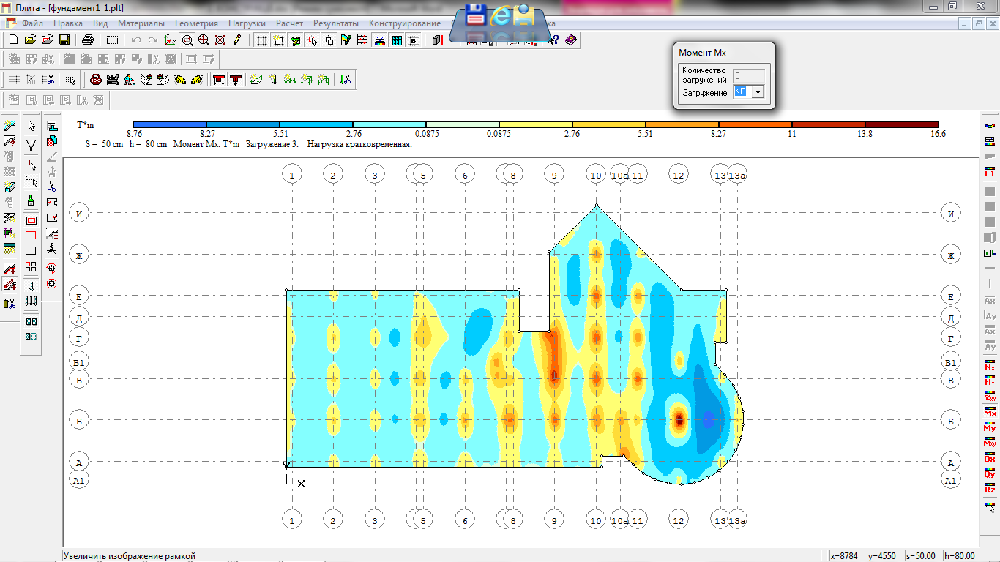 Плита - [фундамент1_1.plt]
Файл Правка Вид Материалы Геометрия Нагрузки Расчет Результаты Конструирование
Момент Mx
Количество загружений 5
Загружение КР
T*m
-8.76 -8.27 -5.51 -2.76 -0.0875 0.0875 2.76 5.51 8.27 11 13.8 16.6
S = 50 cm h = 80 cm Момент Mx. T*m Загружение 3. Нагрузка кратковременная.
1 2 3 5 6 8 9 10 10а 11 12 13 13а
И И
Ж Ж
Е Е
Д Д
Г Г
В1 В1
В В
Б Б
А А
А1 А1
Y
X
1 2 3 5 6 8 9 10 10а 11 12 13 13а
C1
Ax
Ay
Ax
Ay
Nx
Ny
τxy
Mx
My
Mxy
Qx
Qy
Rz
Увеличить изображение рамкой x=8784 y=4550 s=50.00 h=80.00